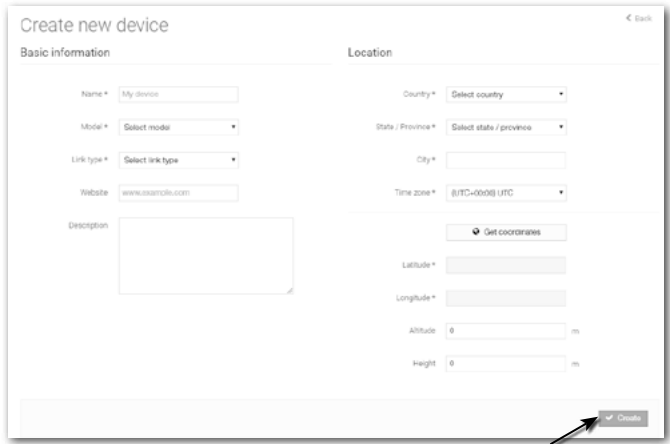 Create new device
Back
Basic information
Name *
My device
Model *
Select model
Link type *
Select link type
Website
www.example.com
Description
Location
Country *
Select country
State / Province *
Select state / province
City *
Time zone *
(UTC+00:00) UTC
Get coordinates
Latitude *
Longitude *
Altitude
0
m
Height
0
m
Create